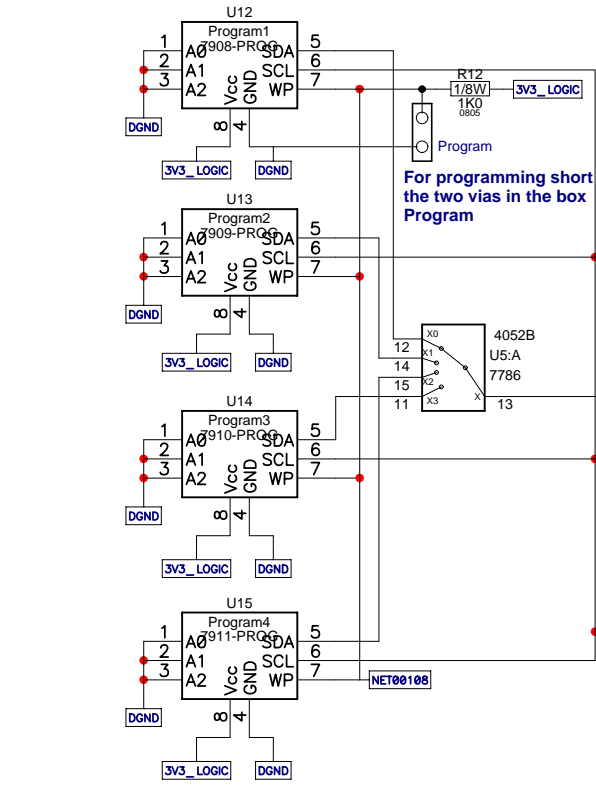 U12
Program1
7908-PROG
1 A0 SDA 5
2 A1 SCL 6
3 A2 WP 7
Vcc GND
8 4
DGND
3V3_LOGIC
DGND
R12
1/8W
1K0
0805
3V3_LOGIC
Program
For programming short
the two vias in the box
Program
U13
Program2
7909-PROG
1 A0 SDA 5
2 A1 SCL 6
3 A2 WP 7
Vcc GND
8 4
DGND
3V3_LOGIC
DGND
4052B
U5:A
7786
X0
12
X1
14
X2
15
X3
11
X
13
U14
Program3
7910-PROG
1 A0 SDA 5
2 A1 SCL 6
3 A2 WP 7
Vcc GND
8 4
DGND
3V3_LOGIC
DGND
U15
Program4
7911-PROG
1 A0 SDA 5
2 A1 SCL 6
3 A2 WP 7
Vcc GND
8 4
NET00108
DGND
3V3_LOGIC
DGND